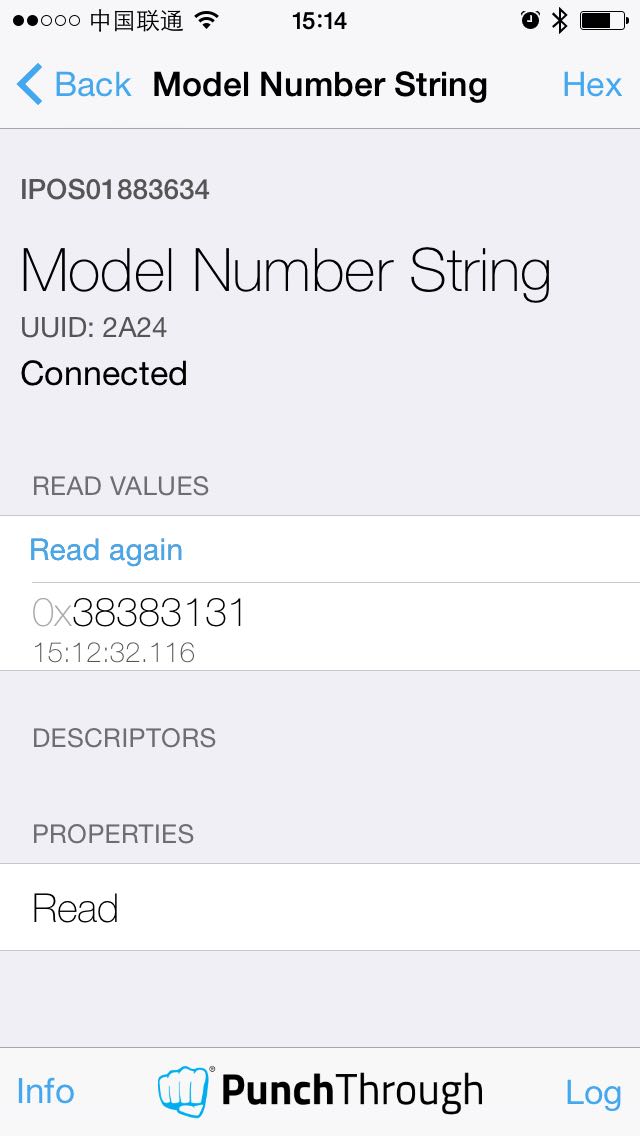 中国联通 15:14
Back Model Number String Hex
IPOS01883634
Model Number String
UUID: 2A24
Connected
READ VALUES
Read again
0x38383131
15:12:32.116
DESCRIPTORS
PROPERTIES
Read
Info PunchThrough® Log